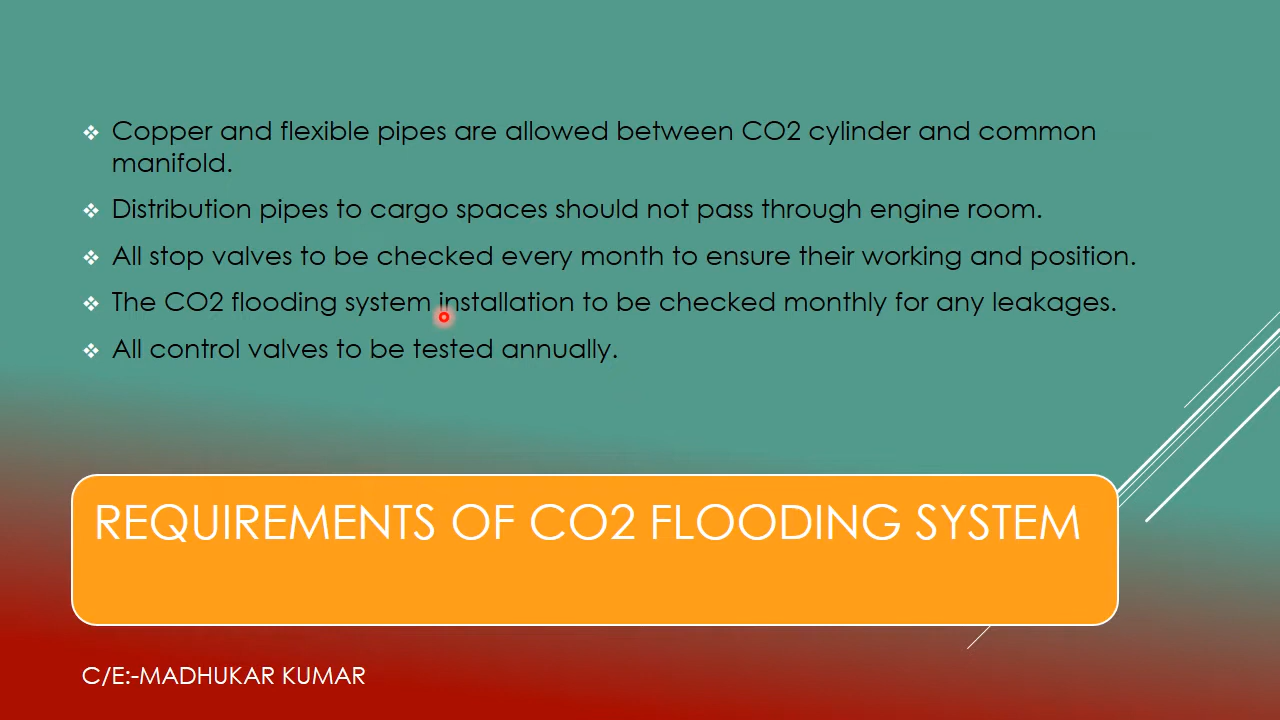 Copper and flexible pipes are allowed between CO2 cylinder and common
manifold.
Distribution pipes to cargo spaces should not pass through engine room.
All stop valves to be checked every month to ensure their working and position.
The CO2 flooding system installation to be checked monthly for any leakages.
All control valves to be tested annually.
REQUIREMENTS OF CO2 FLOODING SYSTEM
C/E:-MADHUKAR KUMAR